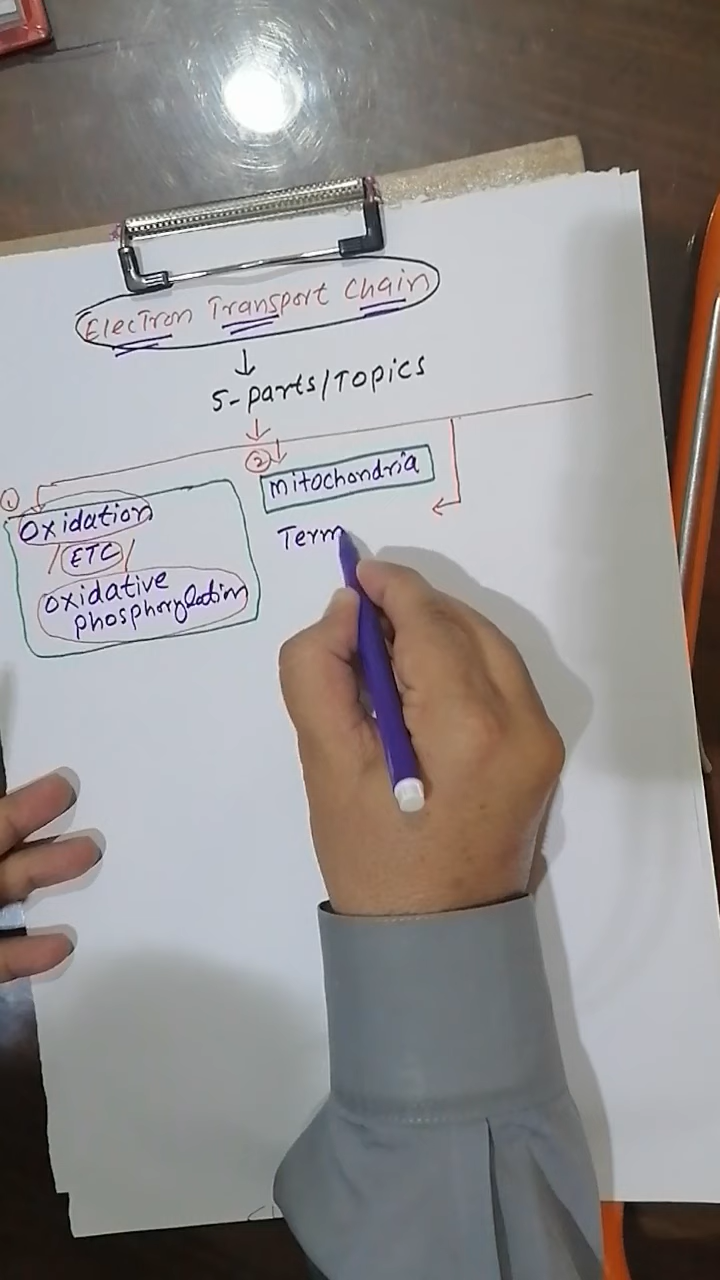 Electron Transport Chain
5-parts/Topics
①
Oxidation
/ETC/
oxidative
phosphorylation
②
mitochondria
Term